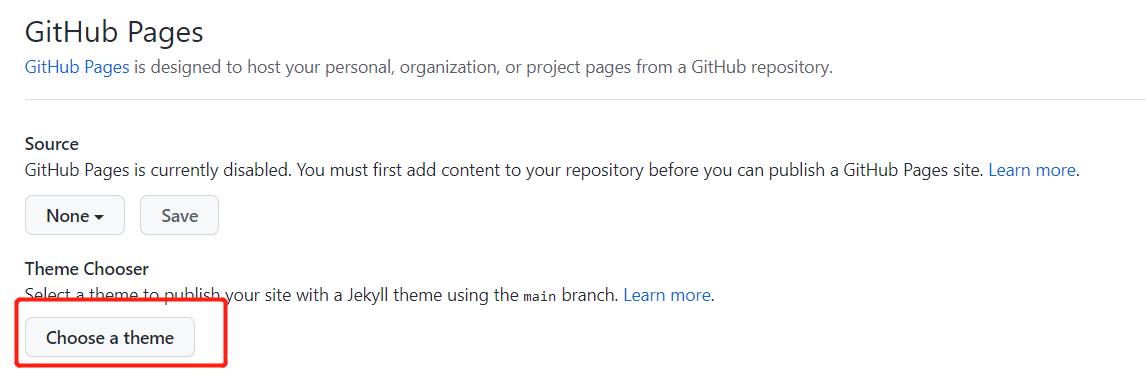 GitHub Pages
GitHub Pages is designed to host your personal, organization, or project pages from a GitHub repository.
Source
GitHub Pages is currently disabled. You must first add content to your repository before you can publish a GitHub Pages site. Learn more.
None Save
Theme Chooser
Select a theme to publish your site with a Jekyll theme using the main branch. Learn more.
Choose a theme